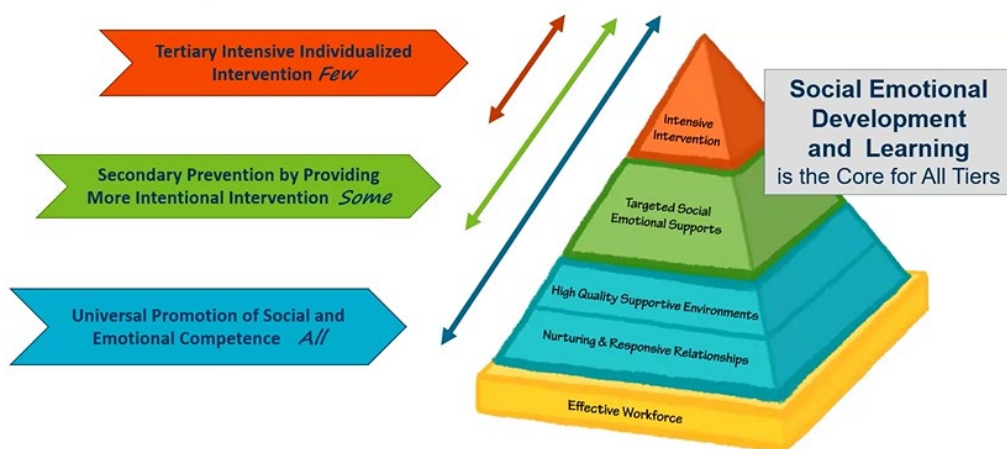 Tertiary Intensive Individualized
Intervention Few
Secondary Prevention by Providing
More Intentional Intervention Some
Universal Promotion of Social and
Emotional Competence All
Intensive
Intervention
Targeted Social
Emotional Supports
High Quality Supportive Environments
Nurturing & Responsive Relationships
Effective Workforce
Social Emotional
Development
and Learning
is the Core for All Tiers